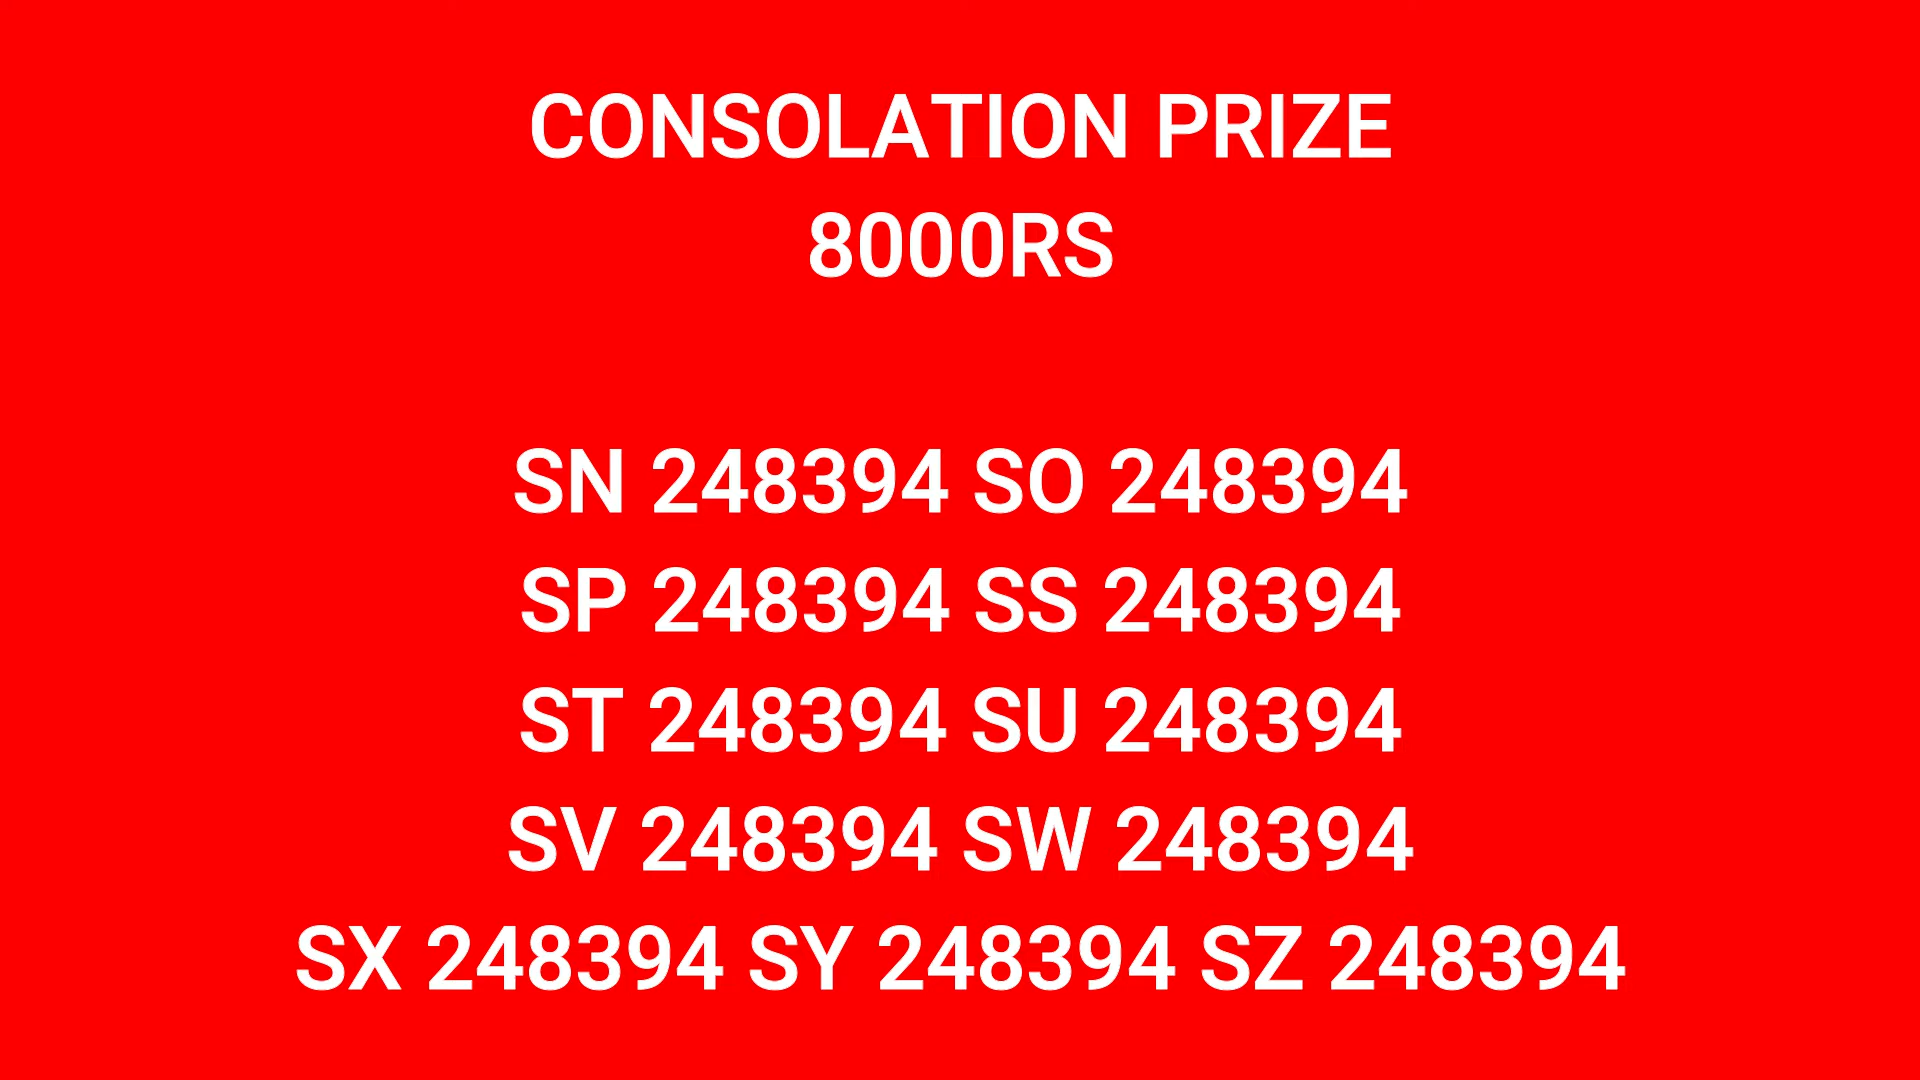 CONSOLATION PRIZE
8000RS
SN 248394 SO 248394
SP 248394 SS 248394
ST 248394 SU 248394
SV 248394 SW 248394
SX 248394 SY 248394 SZ 248394